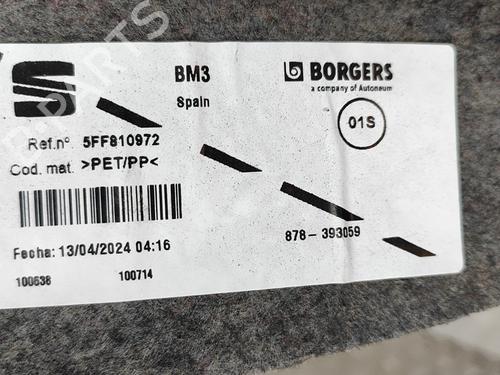 BM3
Spain
BORGERS
a company of Autoneum
01S
Ref.nº. 5FF810972
Cod. mat. >PET/PP<
Fecha: 13/04/2024 04:16
878- 393059
100638 100714